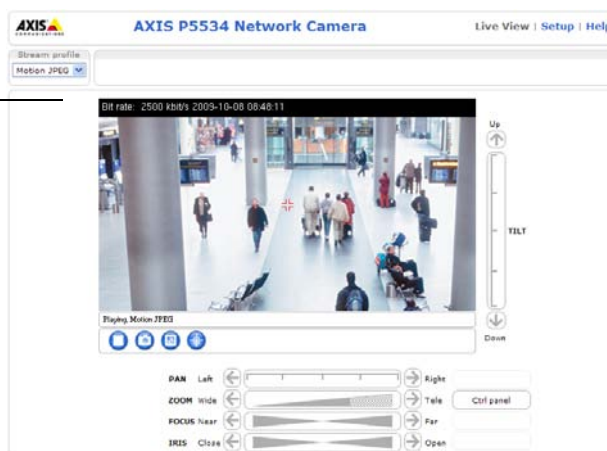 AXIS
COMMUNICATIONS
AXIS P5534 Network Camera
Live View | Setup | Help
Stream profile
Motion JPEG
Bit rate: 2500 kbit/s 2009-10-08 08:48:11
Up
TILT
Playing, Motion JPEG
Down
PAN Left Right
ZOOM Wide Tele Ctrl panel
FOCUS Near Far
IRIS Close Open